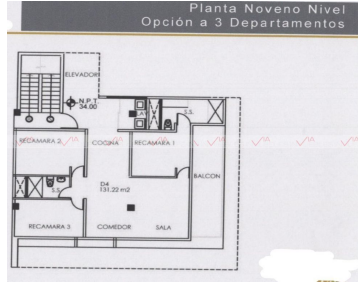 Planta Noveno Nivel
Opción a 3 Departamentos
ELEVADOR
N.P.T.
34.00
S.S.
RECAMARA 2
COCINA
RECAMARA 1
BALCON
D4
131.22 m2
S.S.
RECAMARA 3
COMEDOR
SALA